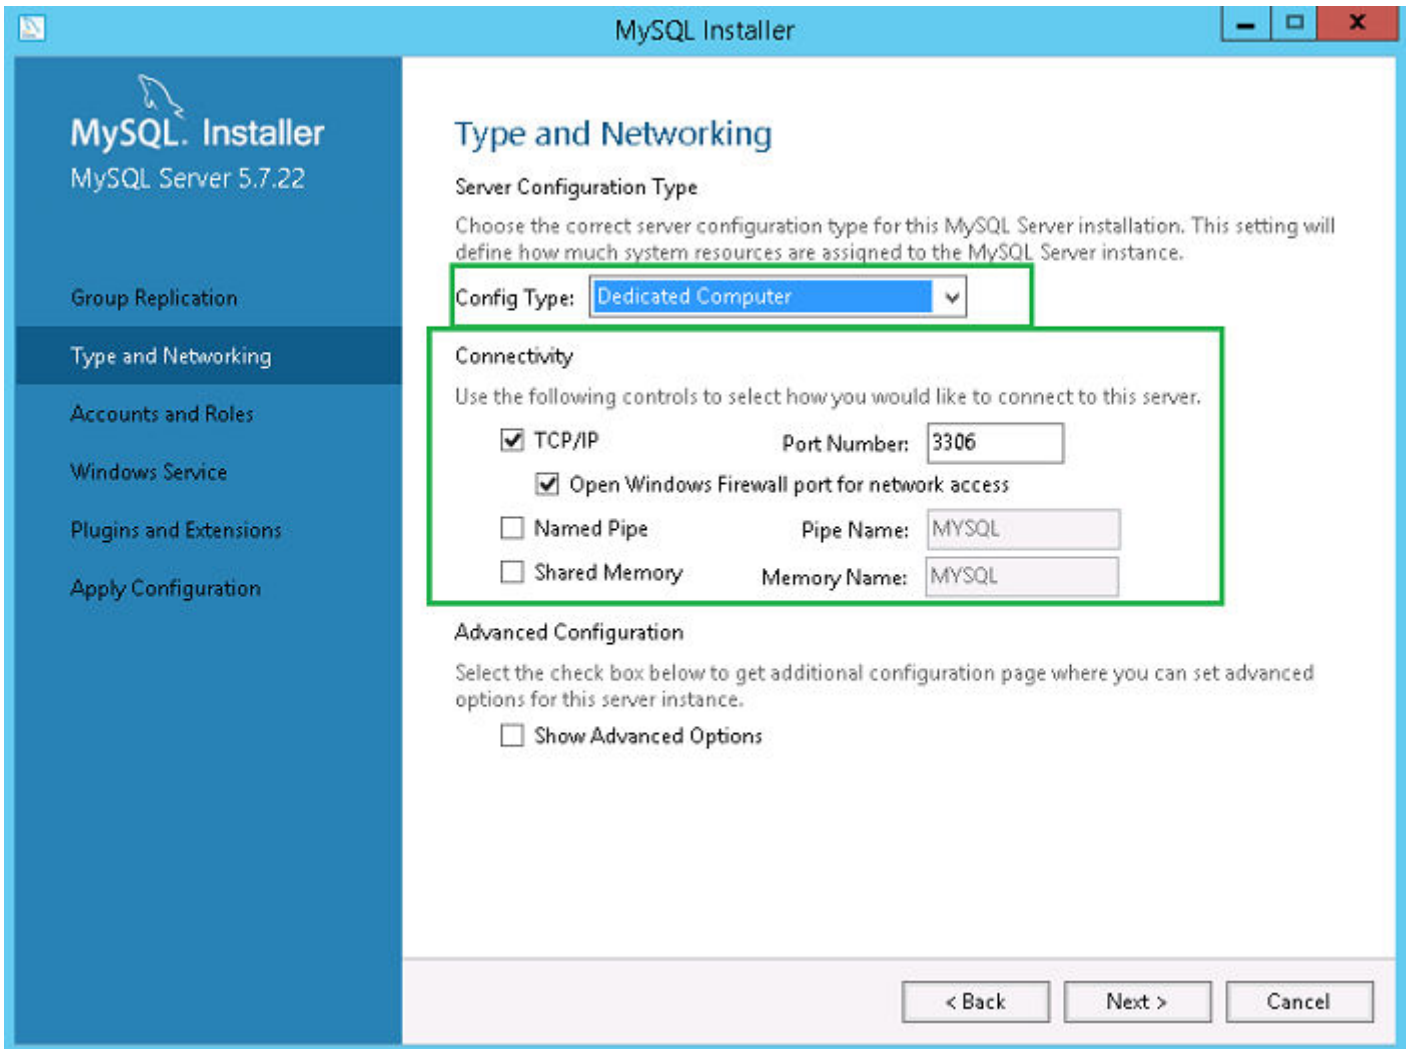 MySQL Installer
MySQL. Installer
MySQL Server 5.7.22
Group Replication
Type and Networking
Accounts and Roles
Windows Service
Plugins and Extensions
Apply Configuration
Type and Networking
Server Configuration Type
Choose the correct server configuration type for this MySQL Server installation. This setting will
define how much system resources are assigned to the MySQL Server instance.
Config Type: Dedicated Computer
Connectivity
Use the following controls to select how you would like to connect to this server.
TCP/IP Port Number: 3306
Open Windows Firewall port for network access
Named Pipe Pipe Name: MYSQL
Shared Memory Memory Name: MYSQL
Advanced Configuration
Select the check box below to get additional configuration page where you can set advanced
options for this server instance.
Show Advanced Options
< Back Next > Cancel